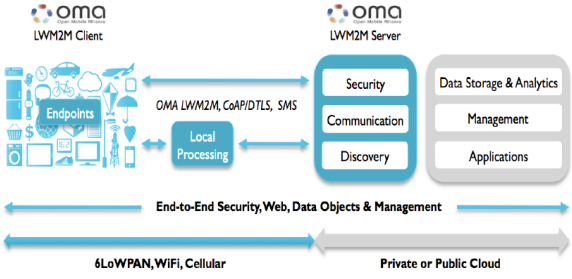 oma
Open Mobile Alliance
LWM2M Client
oma
Open Mobile Alliance
LWM2M Server
Endpoints
OMA LWM2M, CoAP/DTLS, SMS
Local
Processing
Security
Communication
Discovery
Data Storage & Analytics
Management
Applications
End-to-End Security, Web, Data Objects & Management
6LoWPAN, WiFi, Cellular
Private or Public Cloud